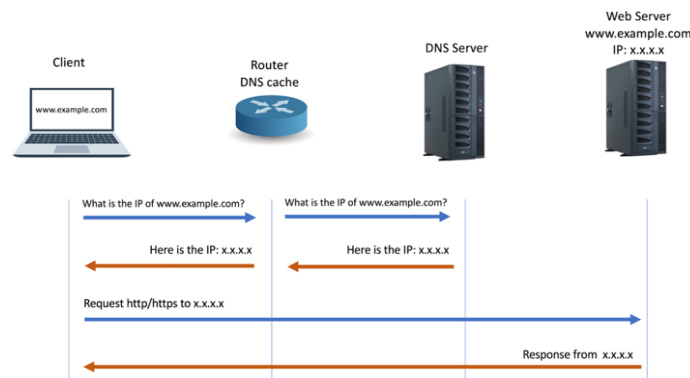 Web Server
www.example.com
IP: x.x.x.x
DNS Server
Client
Router
DNS cache
www.example.com
What is the IP of www.example.com?
What is the IP of www.example.com?
Here is the IP: x.x.x.x
Here is the IP: x.x.x.x
Request http/https to x.x.x.x
Response from x.x.x.x